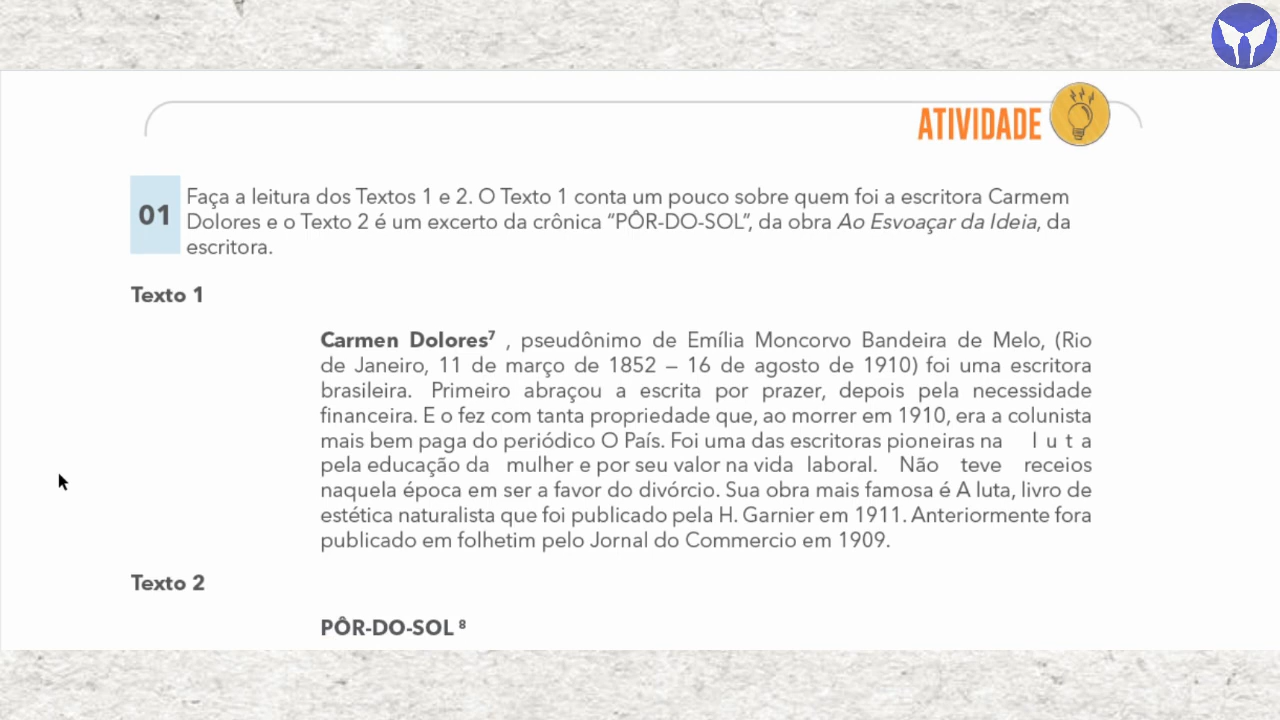 ATIVIDADE
01
Faça a leitura dos Textos 1 e 2. O Texto 1 conta um pouco sobre quem foi a escritora Carmem
Dolores e o Texto 2 é um excerto da crônica “PÔR-DO-SOL”, da obra Ao Esvoaçar da Ideia, da
escritora.
Texto 1
Carmen Dolores⁷ , pseudônimo de Emília Moncorvo Bandeira de Melo, (Rio
de Janeiro, 11 de março de 1852 – 16 de agosto de 1910) foi uma escritora
brasileira. Primeiro abraçou a escrita por prazer, depois pela necessidade
financeira. E o fez com tanta propriedade que, ao morrer em 1910, era a colunista
mais bem paga do periódico O País. Foi uma das escritoras pioneiras na l u t a
pela educação da mulher e por seu valor na vida laboral. Não teve receios
naquela época em ser a favor do divórcio. Sua obra mais famosa é A luta, livro de
estética naturalista que foi publicado pela H. Garnier em 1911. Anteriormente fora
publicado em folhetim pelo Jornal do Commercio em 1909.
Texto 2
PÔR-DO-SOL ⁸